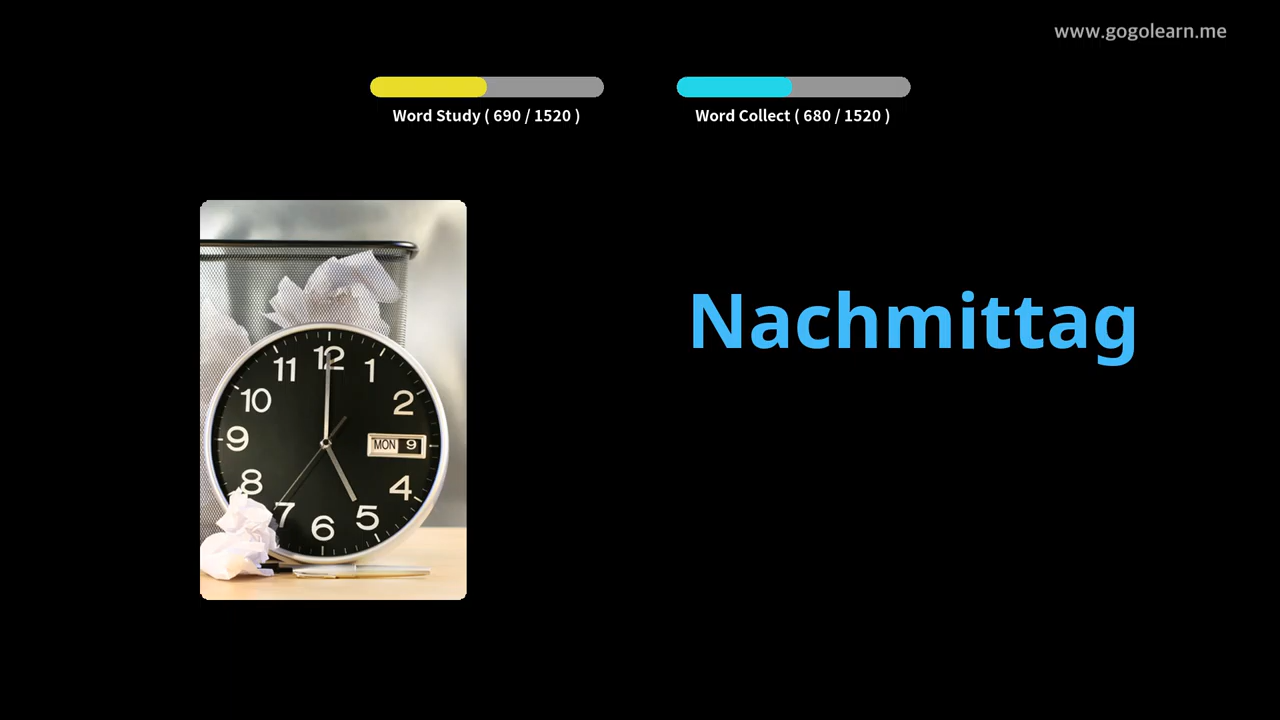 www.gogolearn.me
Word Study ( 690 / 1520 )
Word Collect ( 680 / 1520 )
Nachmittag
12
11
1
10
2
9
MON 9
8
4
7
5
6